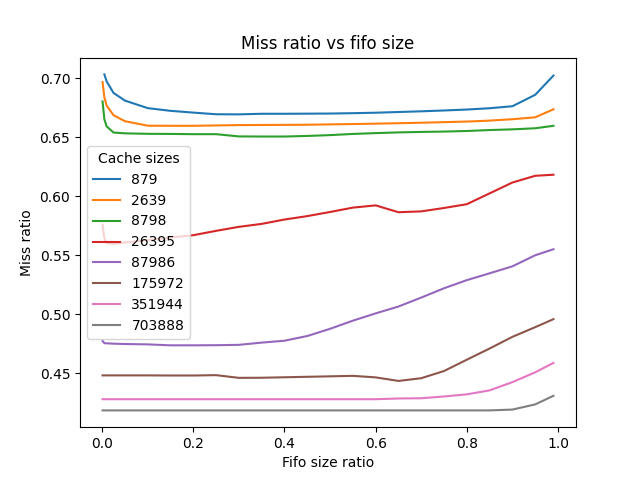 Miss ratio vs fifo size
Miss ratio
0.70
0.65
0.60
0.55
0.50
0.45
Cache sizes
879
2639
8798
26395
87986
175972
351944
703888
0.0 0.2 0.4 0.6 0.8 1.0
Fifo size ratio